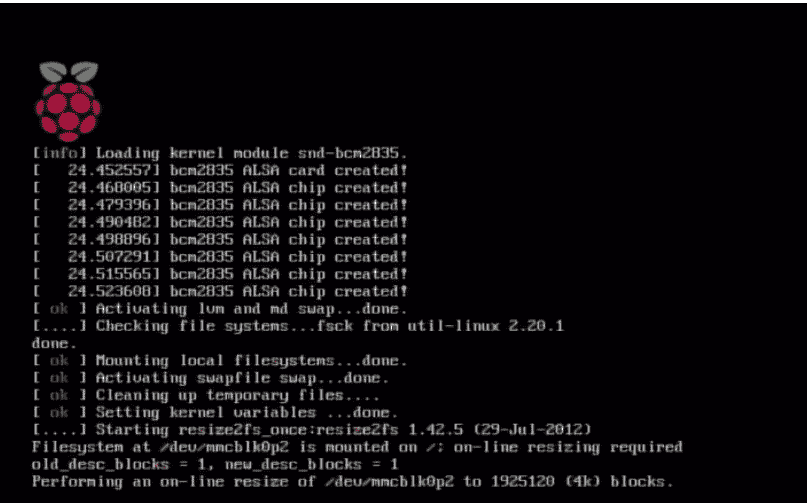 [info] Loading kernel module snd-bcm2835.
[   24.452557] bcm2835 ALSA card created!
[   24.468005] bcm2835 ALSA chip created!
[   24.479396] bcm2835 ALSA chip created!
[   24.490482] bcm2835 ALSA chip created!
[   24.498896] bcm2835 ALSA chip created!
[   24.507291] bcm2835 ALSA chip created!
[   24.515565] bcm2835 ALSA chip created!
[   24.523608] bcm2835 ALSA chip created!
[ ok ] Activating lvm and md swap...done.
[....] Checking file systems...fsck from util-linux 2.20.1
done.
[ ok ] Mounting local filesystems...done.
[ ok ] Activating swapfile swap...done.
[ ok ] Cleaning up temporary files....
[ ok ] Setting kernel variables ...done.
[....] Starting resize2fs_once:resize2fs 1.42.5 (29-Jul-2012)
Filesystem at /dev/mmcblk0p2 is mounted on /; on-line resizing required
old_desc_blocks = 1, new_desc_blocks = 1
Performing an on-line resize of /dev/mmcblk0p2 to 1925120 (4k) blocks.